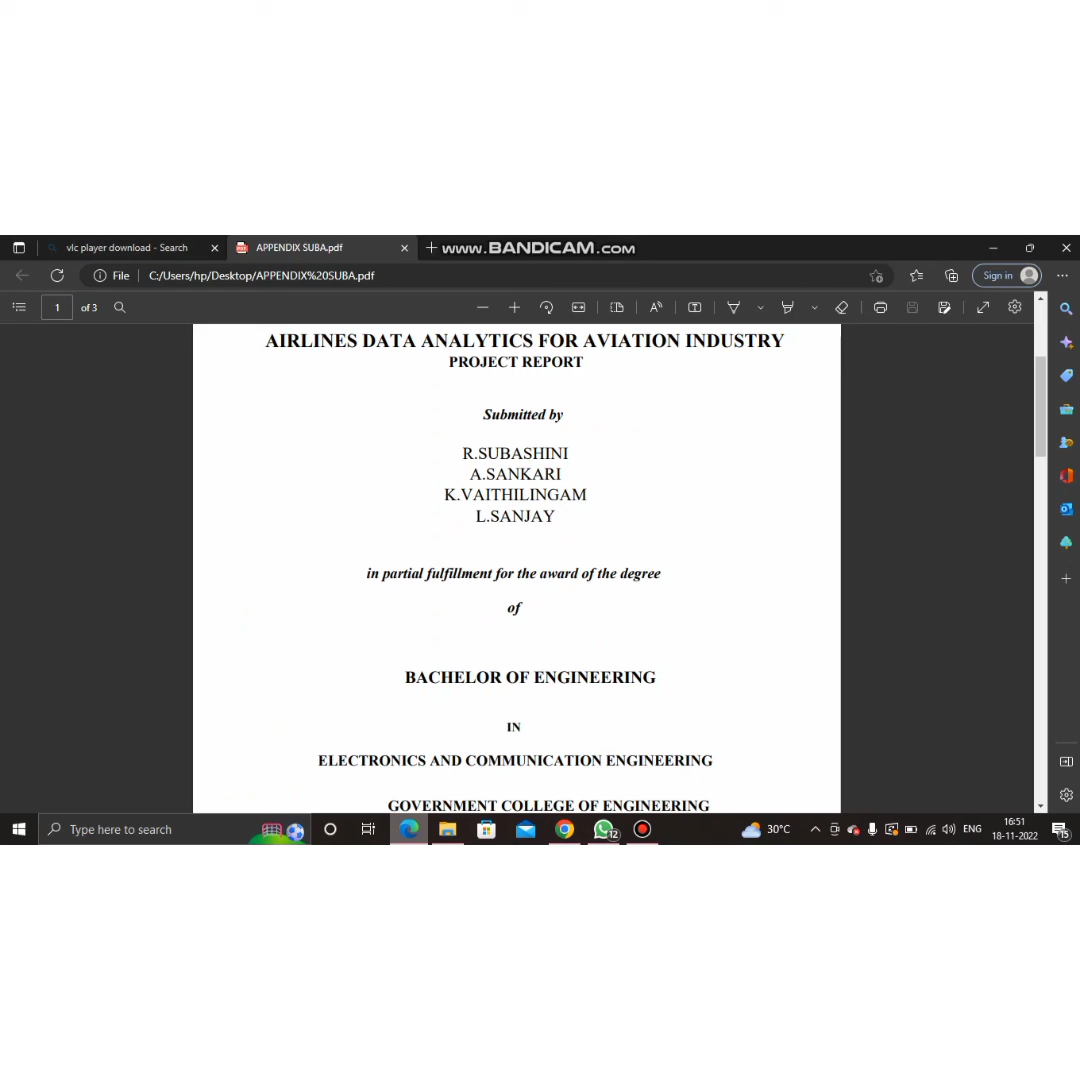 vlc player download - Search
APPENDIX SUBA.pdf
www.BANDICAM.com
File
C:/Users/hp/Desktop/APPENDIX%20SUBA.pdf
Sign in
1 of 3
AIRLINES DATA ANALYTICS FOR AVIATION INDUSTRY
PROJECT REPORT
Submitted by
R.SUBASHINI
A.SANKARI
K.VAITHILINGAM
L.SANJAY
in partial fulfillment for the award of the degree
of
BACHELOR OF ENGINEERING
IN
ELECTRONICS AND COMMUNICATION ENGINEERING
GOVERNMENT COLLEGE OF ENGINEERING
Type here to search
12
30°C
ENG
16:51
18-11-2022
15